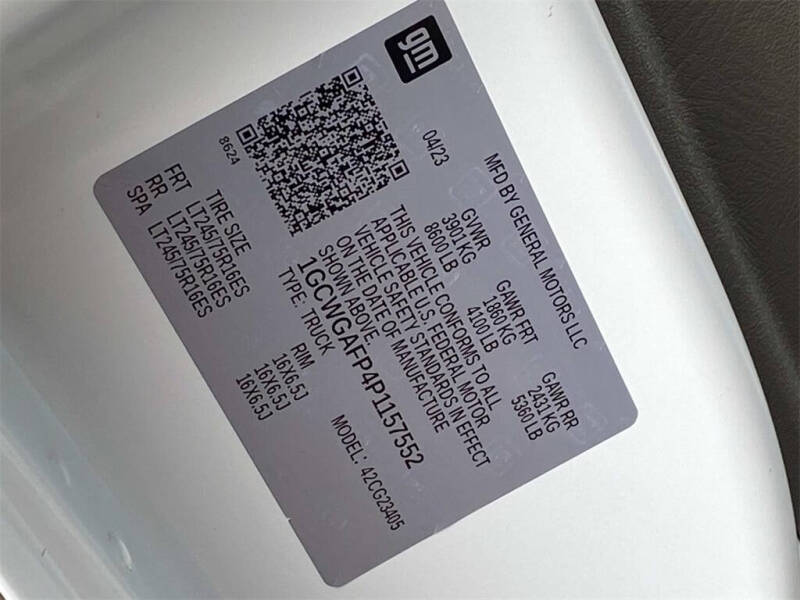 gm
MFD BY GENERAL MOTORS LLC
04/23
GVWR GAWR FRT GAWR RR
3901 KG 1860 KG 2431 KG
8600 LB 4100 LB 5360 LB
THIS VEHICLE CONFORMS TO ALL
APPLICABLE U.S. FEDERAL MOTOR
VEHICLE SAFETY STANDARDS IN EFFECT
ON THE DATE OF MANUFACTURE
SHOWN ABOVE.
1GCWGAFP4P1157552
TYPE: TRUCK MODEL: 42CG23405
8624
TIRE SIZE RIM
FRT LT245/75R16ES 16X6.5J
RR LT245/75R16ES 16X6.5J
SPA LT245/75R16ES 16X6.5J